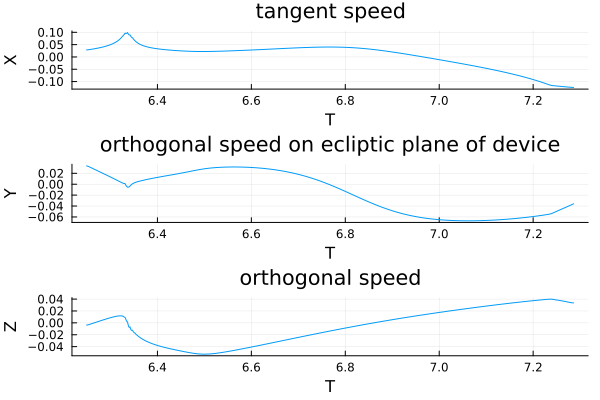 tangent speed
X
0.10
0.05
0.00
−0.05
−0.10
6.4 6.6 6.8 7.0 7.2
T
orthogonal speed on ecliptic plane of device
Y
0.02
0.00
−0.02
−0.04
−0.06
6.4 6.6 6.8 7.0 7.2
T
orthogonal speed
Z
0.04
0.02
0.00
−0.02
−0.04
6.4 6.6 6.8 7.0 7.2
T